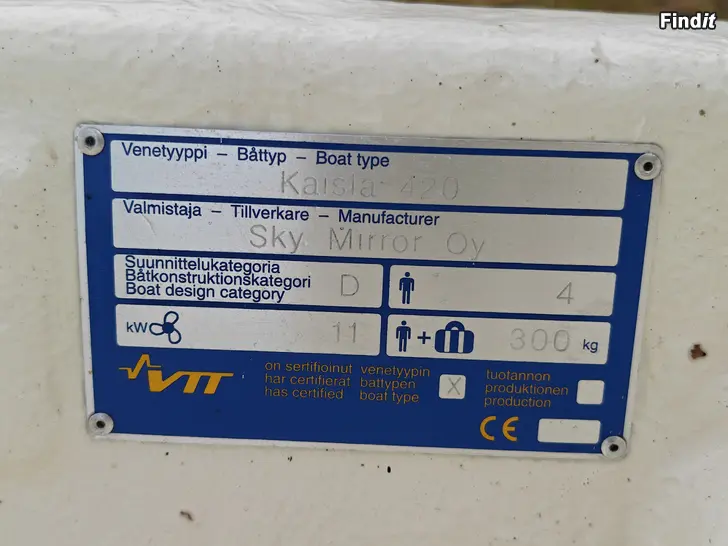 Findit
Venetyyppi – Båttyp – Boat type
Kaisla 420
Valmistaja – Tillverkare – Manufacturer
Sky Mirror Oy
Suunnittelukategoria
Båtkonstruktionskategori
Boat design category
D
4
kW
11
+
300 kg
VTT
on sertifioinut venetyypin
har certifierat battypen
has certified boat type
X
tuotannon
produktionen
production
CE